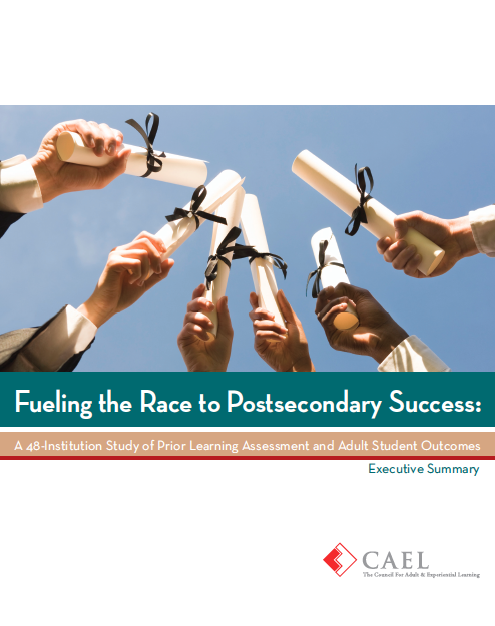 Fueling the Race to Postsecondary Success:
A 48-Institution Study of Prior Learning Assessment and Adult Student Outcomes
Executive Summary
CAEL
The Council For Adult & Experiential Learning